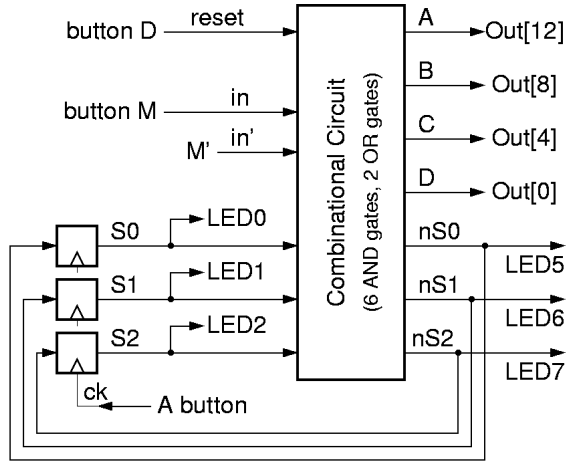 button D reset A Out[12]
B Out[8]
button M in
M' in' C Out[4]
D Out[0]
Combinational Circuit
(6 AND gates, 2 OR gates)
S0 LED0 nS0 LED5
S1 LED1 nS1 LED6
S2 LED2 nS2 LED7
ck A button